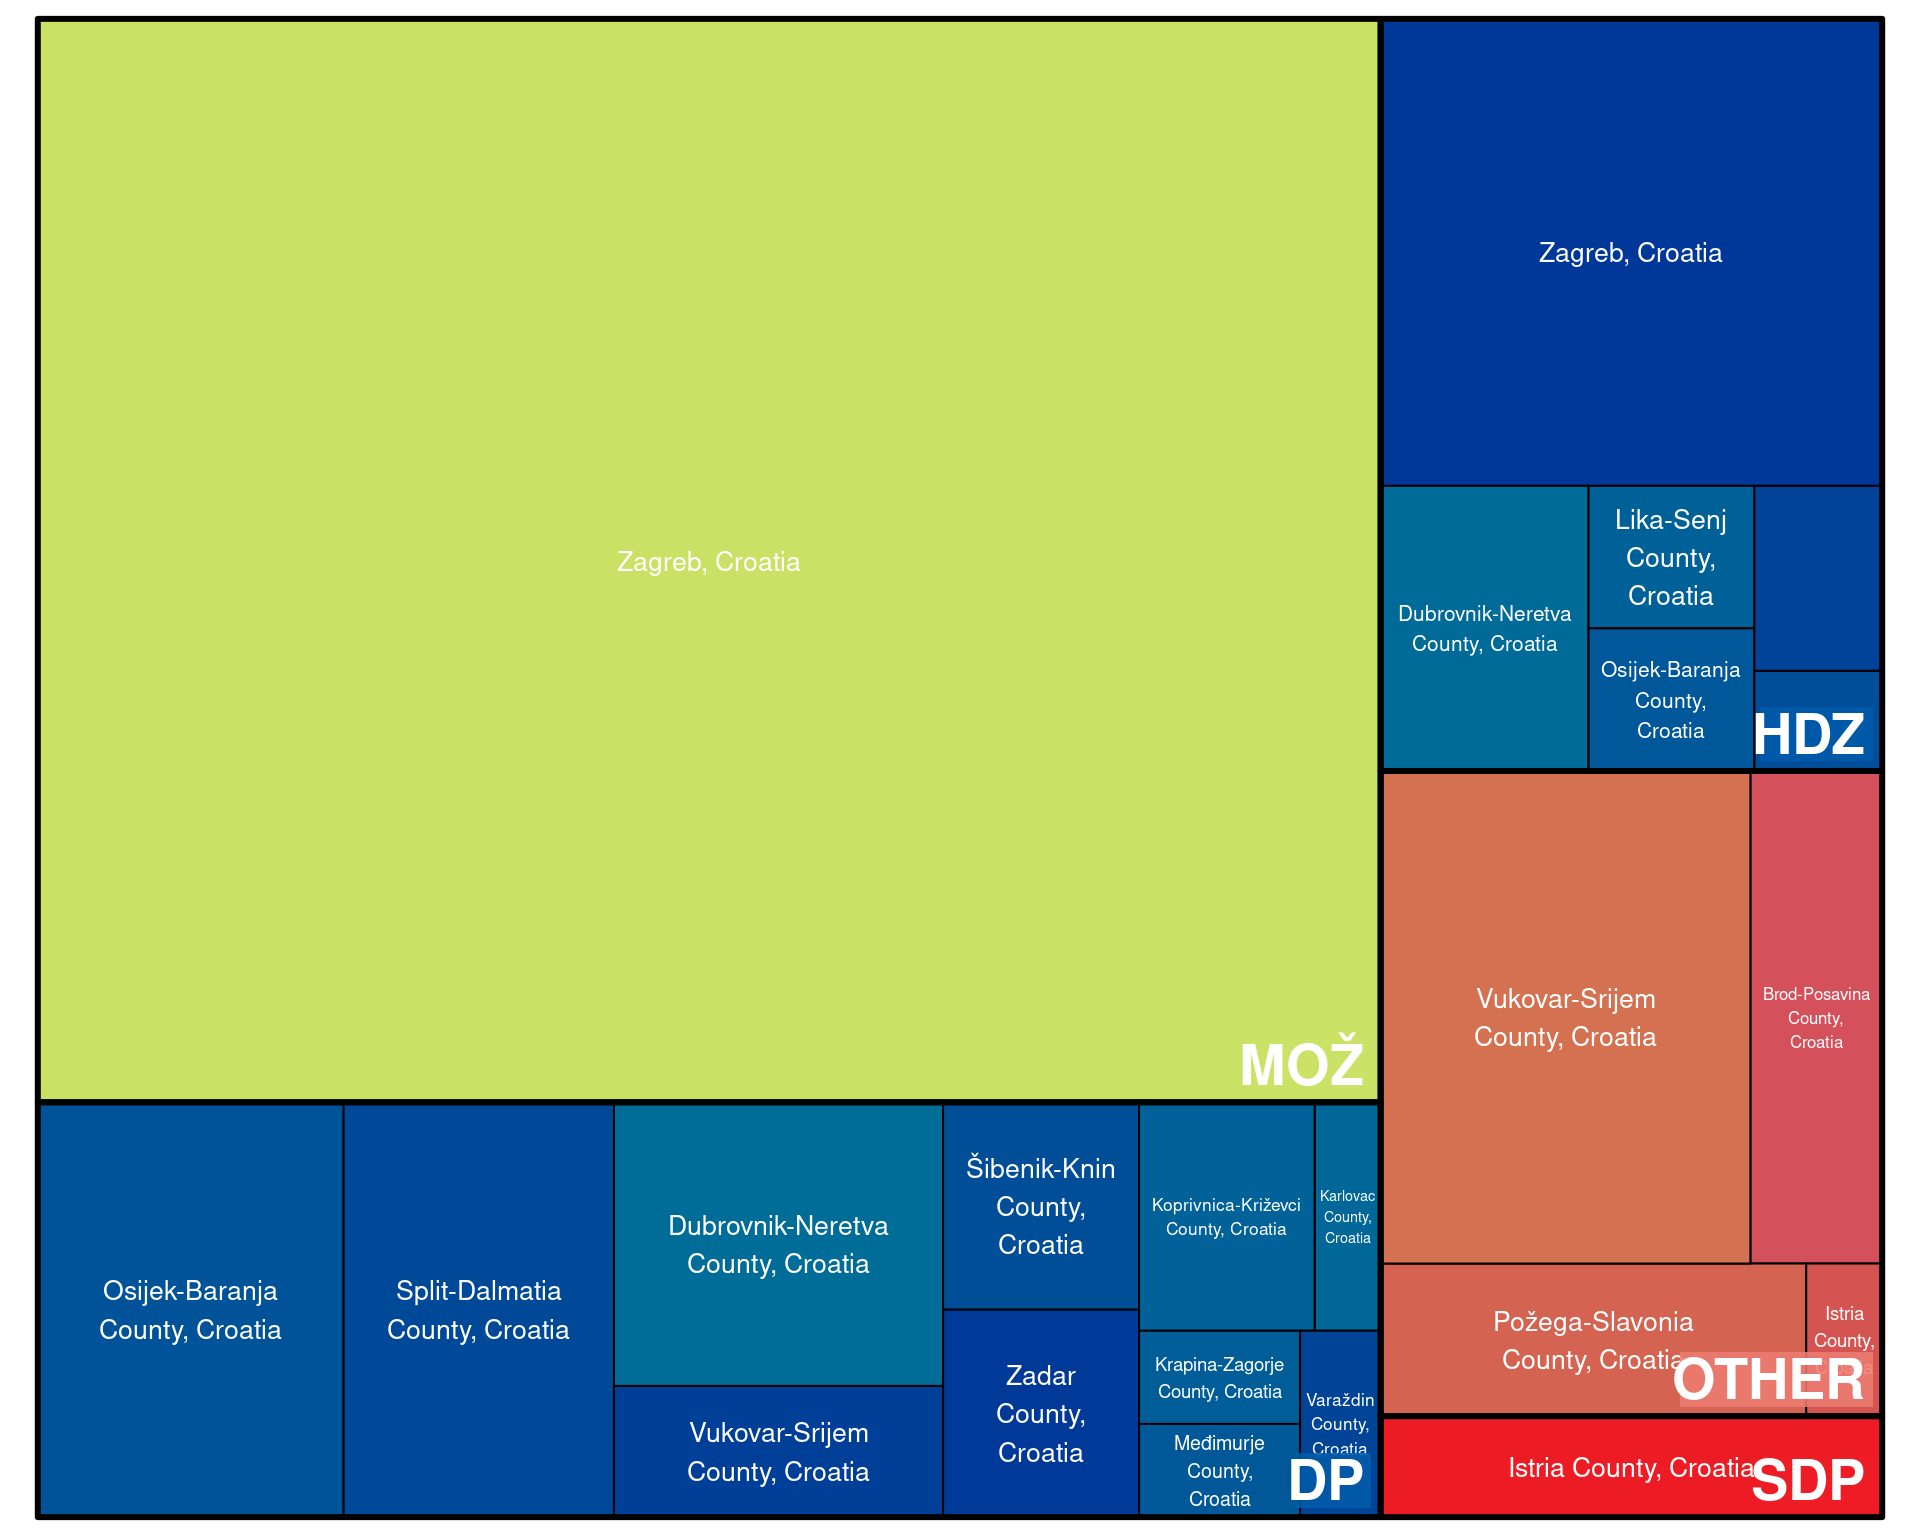 Zagreb, Croatia
MOŽ
Zagreb, Croatia
Dubrovnik-Neretva
County, Croatia
Lika-Senj
County,
Croatia
Osijek-Baranja
County,
Croatia
HDZ
Vukovar-Srijem
County, Croatia
Brod-Posavina
County,
Croatia
Požega-Slavonia
County, Croatia
Istria
County,
OTHER
Osijek-Baranja
County, Croatia
Split-Dalmatia
County, Croatia
Dubrovnik-Neretva
County, Croatia
Vukovar-Srijem
County, Croatia
Šibenik-Knin
County,
Croatia
Zadar
County,
Croatia
Koprivnica-Križevci
County, Croatia
Karlovac
County,
Croatia
Krapina-Zagorje
County, Croatia
Međimurje
County,
Croatia
Varaždin
County,
Croatia
DP
Istria County, Croatia
SDP